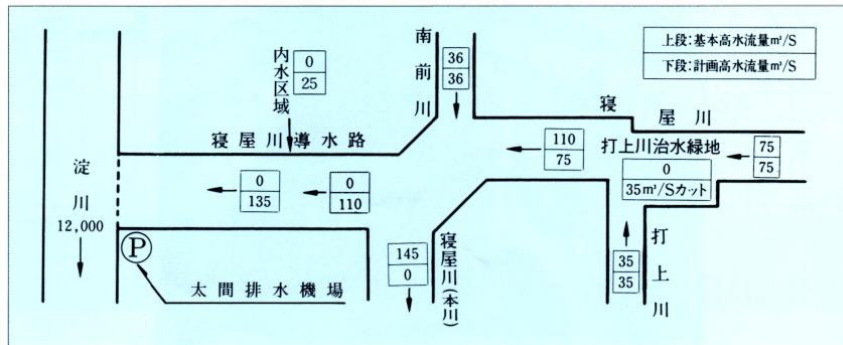 上段:基本高水流量㎥/S
下段:計画高水流量㎥/S
南前川
36
36
内水区域
0
25
寝屋川
寝屋川導水路
110
75
打上川治水緑地
0
35㎥/Sカット
75
75
淀川
12,000
0
135
0
110
145
0
寝屋川(本川)
35
35
打上川
P
太間排水機場